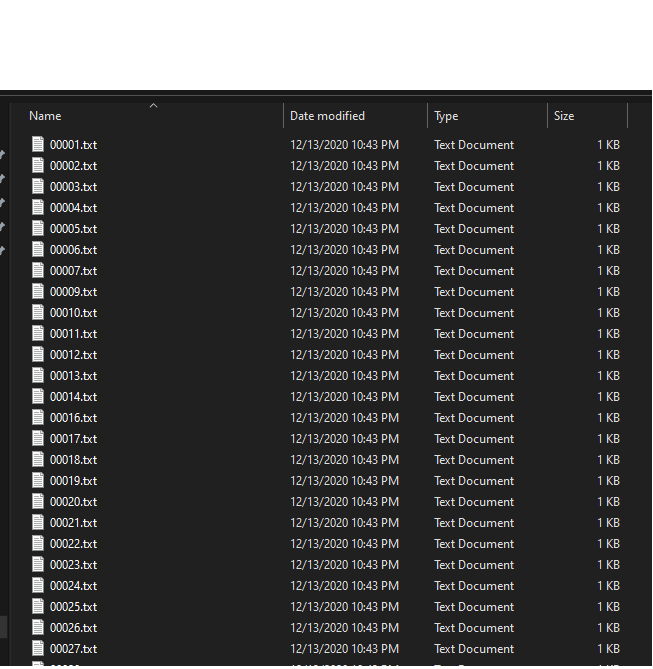 Name Date modified Type Size
00001.txt 12/13/2020 10:43 PM Text Document 1 KB
00002.txt 12/13/2020 10:43 PM Text Document 1 KB
00003.txt 12/13/2020 10:43 PM Text Document 1 KB
00004.txt 12/13/2020 10:43 PM Text Document 1 KB
00005.txt 12/13/2020 10:43 PM Text Document 1 KB
00006.txt 12/13/2020 10:43 PM Text Document 1 KB
00007.txt 12/13/2020 10:43 PM Text Document 1 KB
00009.txt 12/13/2020 10:43 PM Text Document 1 KB
00010.txt 12/13/2020 10:43 PM Text Document 1 KB
00011.txt 12/13/2020 10:43 PM Text Document 1 KB
00012.txt 12/13/2020 10:43 PM Text Document 1 KB
00013.txt 12/13/2020 10:43 PM Text Document 1 KB
00014.txt 12/13/2020 10:43 PM Text Document 1 KB
00016.txt 12/13/2020 10:43 PM Text Document 1 KB
00017.txt 12/13/2020 10:43 PM Text Document 1 KB
00018.txt 12/13/2020 10:43 PM Text Document 1 KB
00019.txt 12/13/2020 10:43 PM Text Document 1 KB
00020.txt 12/13/2020 10:43 PM Text Document 1 KB
00021.txt 12/13/2020 10:43 PM Text Document 1 KB
00022.txt 12/13/2020 10:43 PM Text Document 1 KB
00023.txt 12/13/2020 10:43 PM Text Document 1 KB
00024.txt 12/13/2020 10:43 PM Text Document 1 KB
00025.txt 12/13/2020 10:43 PM Text Document 1 KB
00026.txt 12/13/2020 10:43 PM Text Document 1 KB
00027.txt 12/13/2020 10:43 PM Text Document 1 KB